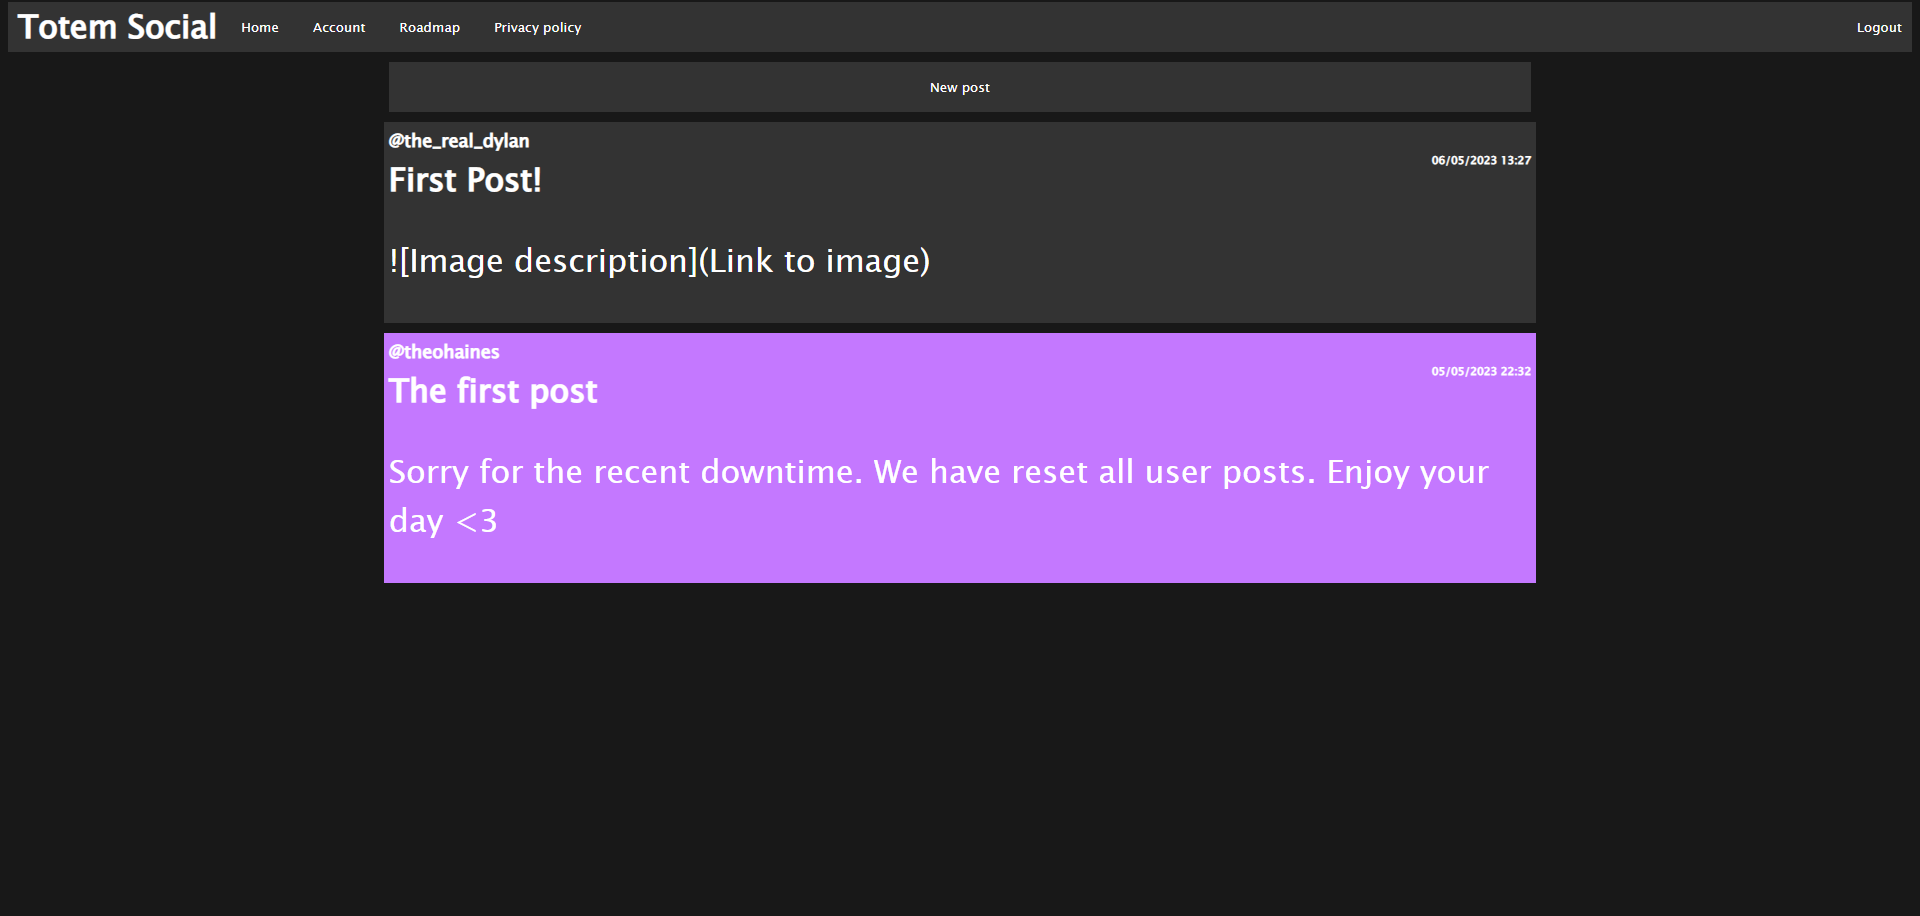 Totem Social Home Account Roadmap Privacy policy Logout
New post
@the_real_dylan
06/05/2023 13:27
First Post!
![Image description](Link to image)
@theohaines
05/05/2023 22:32
The first post
Sorry for the recent downtime. We have reset all user posts. Enjoy your
day <3